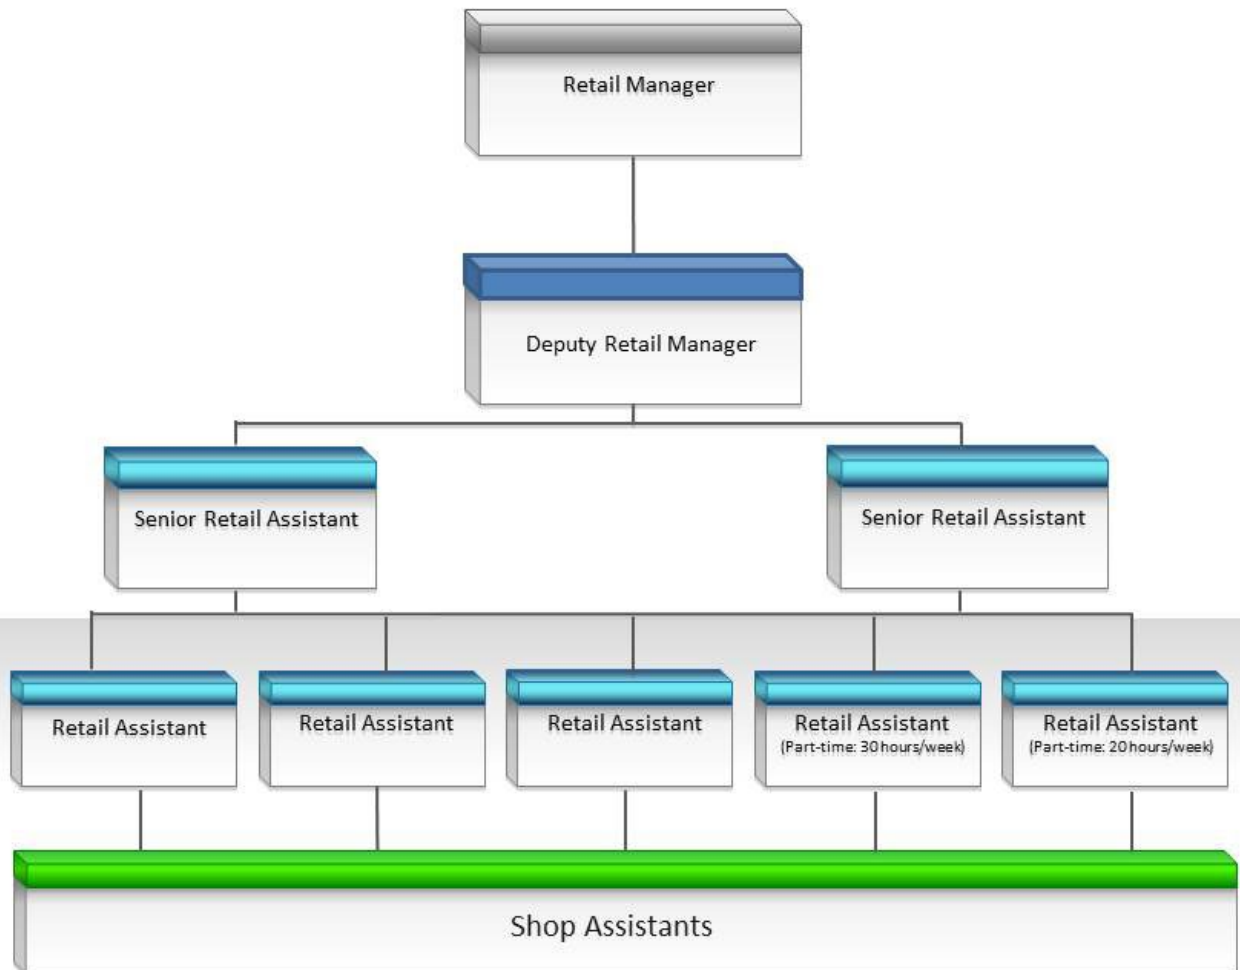 Retail Manager
Deputy Retail Manager
Senior Retail Assistant
Senior Retail Assistant
Retail Assistant
Retail Assistant
Retail Assistant
Retail Assistant
(Part-time: 30 hours/week)
Retail Assistant
(Part-time: 20 hours/week)
Shop Assistants